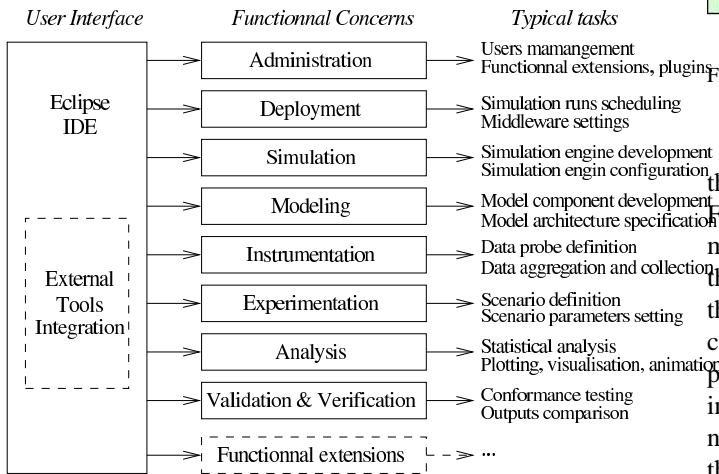 User Interface
Functionnal Concerns
Typical tasks
Eclipse
IDE
External
Tools
Integration
Administration
Users mamangement
Functionnal extensions, plugins
Deployment
Simulation runs scheduling
Middleware settings
Simulation
Simulation engine development
Simulation engin configuration
Modeling
Model component development
Model architecture specification
Instrumentation
Data probe definition
Data aggregation and collection
Experimentation
Scenario definition
Scenario parameters setting
Analysis
Statistical analysis
Plotting, visualisation, animation
Validation & Verification
Conformance testing
Outputs comparison
Functionnal extensions
...